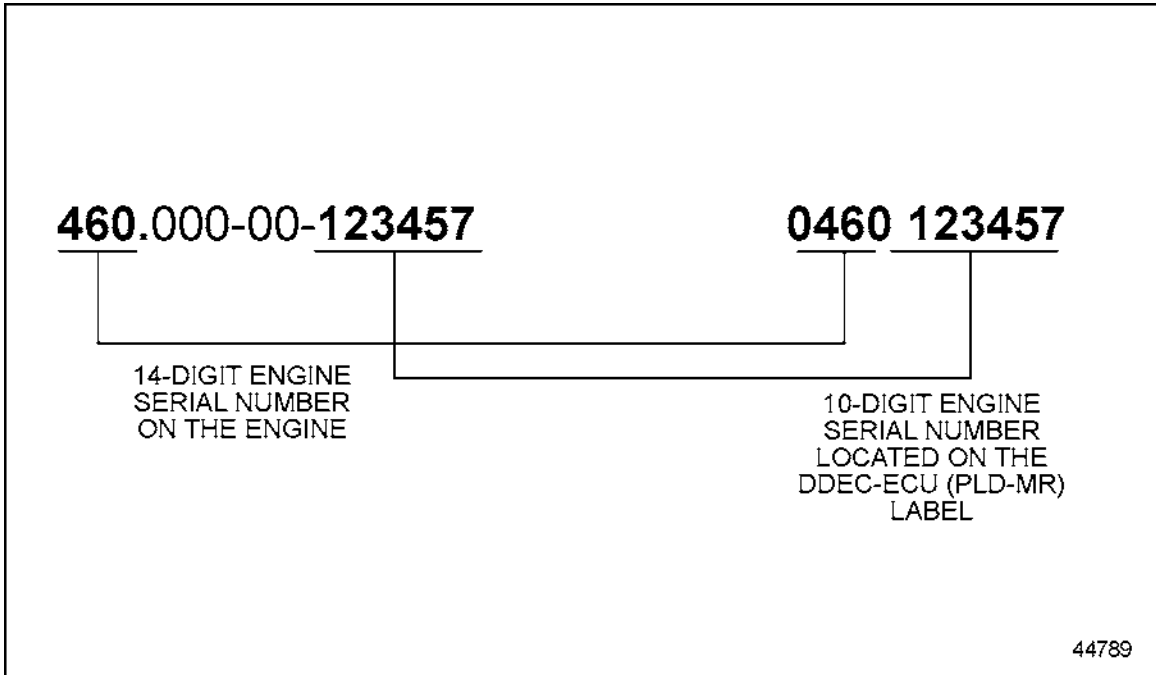 460.000-00-123457
0460 123457
14-DIGIT ENGINE
SERIAL NUMBER
ON THE ENGINE
10-DIGIT ENGINE
SERIAL NUMBER
LOCATED ON THE
DDEC-ECU (PLD-MR)
LABEL
44789